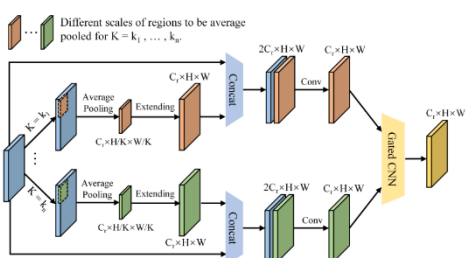 Different scales of regions to be average
pooled for K = k₁ , … , kₙ.
2Cᵣ×H×W
Cᵣ×H×W
Cᵣ×H×W
Concat
K = k₁
Average
Pooling
Extending
Conv
Cᵣ×H/K×W/K
Cᵣ×H×W
Gated CNN
K = kₙ
Average
Pooling
Extending
2Cᵣ×H×W
Cᵣ×H×W
Concat
Conv
Cᵣ×H/K×W/K
Cᵣ×H×W